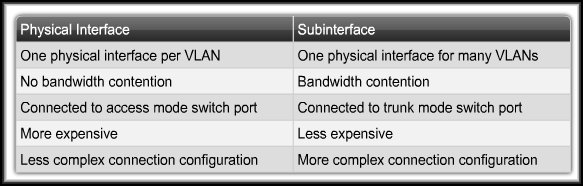 Physical Interface Subinterface
One physical interface per VLAN One physical interface for many VLANs
No bandwidth contention Bandwidth contention
Connected to access mode switch port Connected to trunk mode switch port
More expensive Less expensive
Less complex connection configuration More complex connection configuration